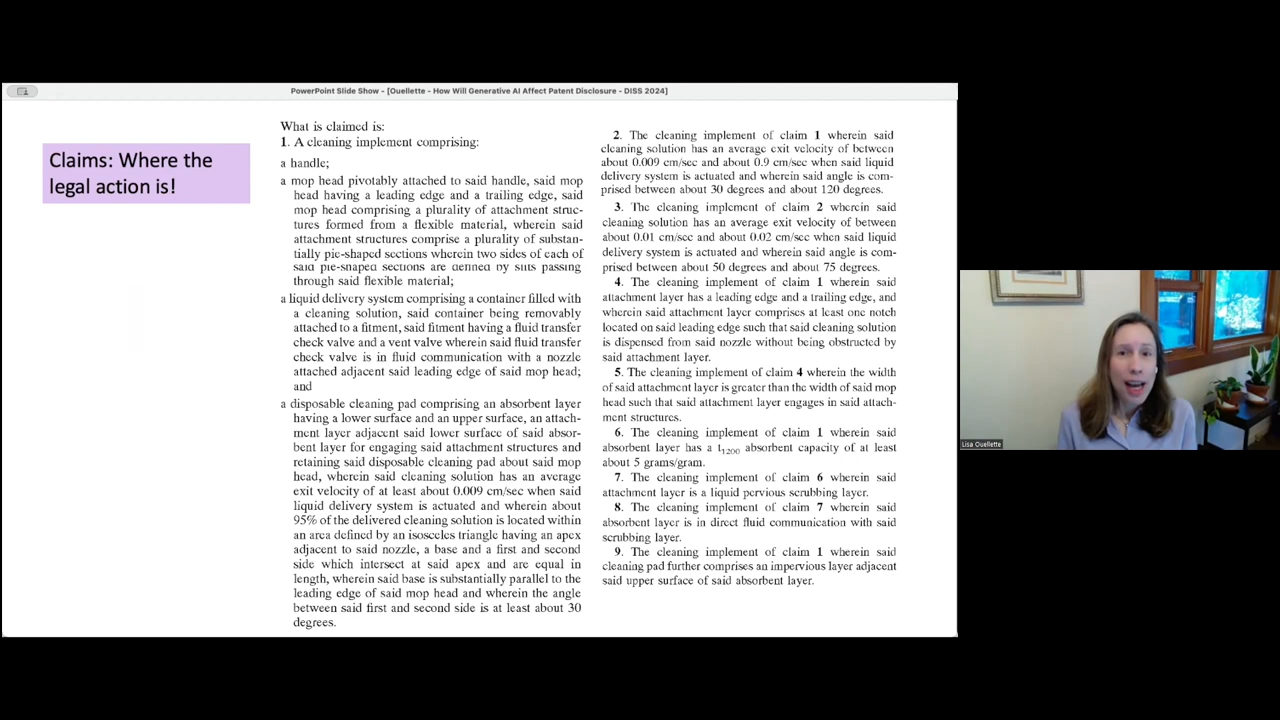 PowerPoint Slide Show - [Ouellette - How Will Generative AI Affect Patent Disclosure - DISS 2024]
Claims: Where the
legal action is!
What is claimed is:
1. A cleaning implement comprising:
a handle;
a mop head pivotably attached to said handle, said mop
head having a leading edge and a trailing edge, said
mop head comprising a plurality of attachment struc-
tures formed from a flexible material, wherein said
attachment structures comprise a plurality of substan-
tially pie-shaped sections wherein two sides of each of
said pie-shaped sections are defined by slits passing
through said flexible material;
a liquid delivery system comprising a container filled with
a cleaning solution, said container being removably
attached to a fitment, said fitment having a fluid transfer
check valve and a vent valve wherein said fluid transfer
check valve is in fluid communication with a nozzle
attached adjacent said leading edge of said mop head;
and
a disposable cleaning pad comprising an absorbent layer
having a lower surface and an upper surface, an attach-
ment layer adjacent said lower surface of said absor-
bent layer for engaging said attachment structures and
retaining said disposable cleaning pad about said mop
head, wherein said cleaning solution has an average
exit velocity of at least about 0.009 cm/sec when said
liquid delivery system is actuated and wherein about
95% of the delivered cleaning solution is located within
an area defined by an isosceles triangle having an apex
adjacent to said nozzle, a base and a first and second
side which intersect at said apex and are equal in
length, wherein said base is substantially parallel to the
leading edge of said mop head and wherein the angle
between said first and second side is at least about 30
degrees.
2. The cleaning implement of claim 1 wherein said
cleaning solution has an average exit velocity of between
about 0.009 cm/sec and about 0.9 cm/sec when said liquid
delivery system is actuated and wherein said angle is com-
prised between about 30 degrees and about 120 degrees.
3. The cleaning implement of claim 2 wherein said
cleaning solution has an average exit velocity of between
about 0.01 cm/sec and about 0.02 cm/sec when said liquid
delivery system is actuated and wherein said angle is com-
prised between about 50 degrees and about 75 degrees.
4. The cleaning implement of claim 1 wherein said
attachment layer has a leading edge and a trailing edge, and
wherein said attachment layer comprises at least one notch
located on said leading edge such that said cleaning solution
is dispensed from said nozzle without being obstructed by
said attachment layer.
5. The cleaning implement of claim 4 wherein the width
of said attachment layer is greater than the width of said mop
head such that said attachment layer engages in said attach-
ment structures.
6. The cleaning implement of claim 1 wherein said
absorbent layer has a t1200 absorbent capacity of at least
about 5 grams/gram.
7. The cleaning implement of claim 6 wherein said
attachment layer is a liquid pervious scrubbing layer.
8. The cleaning implement of claim 7 wherein said
absorbent layer is in direct fluid communication with said
scrubbing layer.
9. The cleaning implement of claim 1 wherein said
cleaning pad further comprises an impervious layer adjacent
said upper surface of said absorbent layer.
Lisa Ouellette